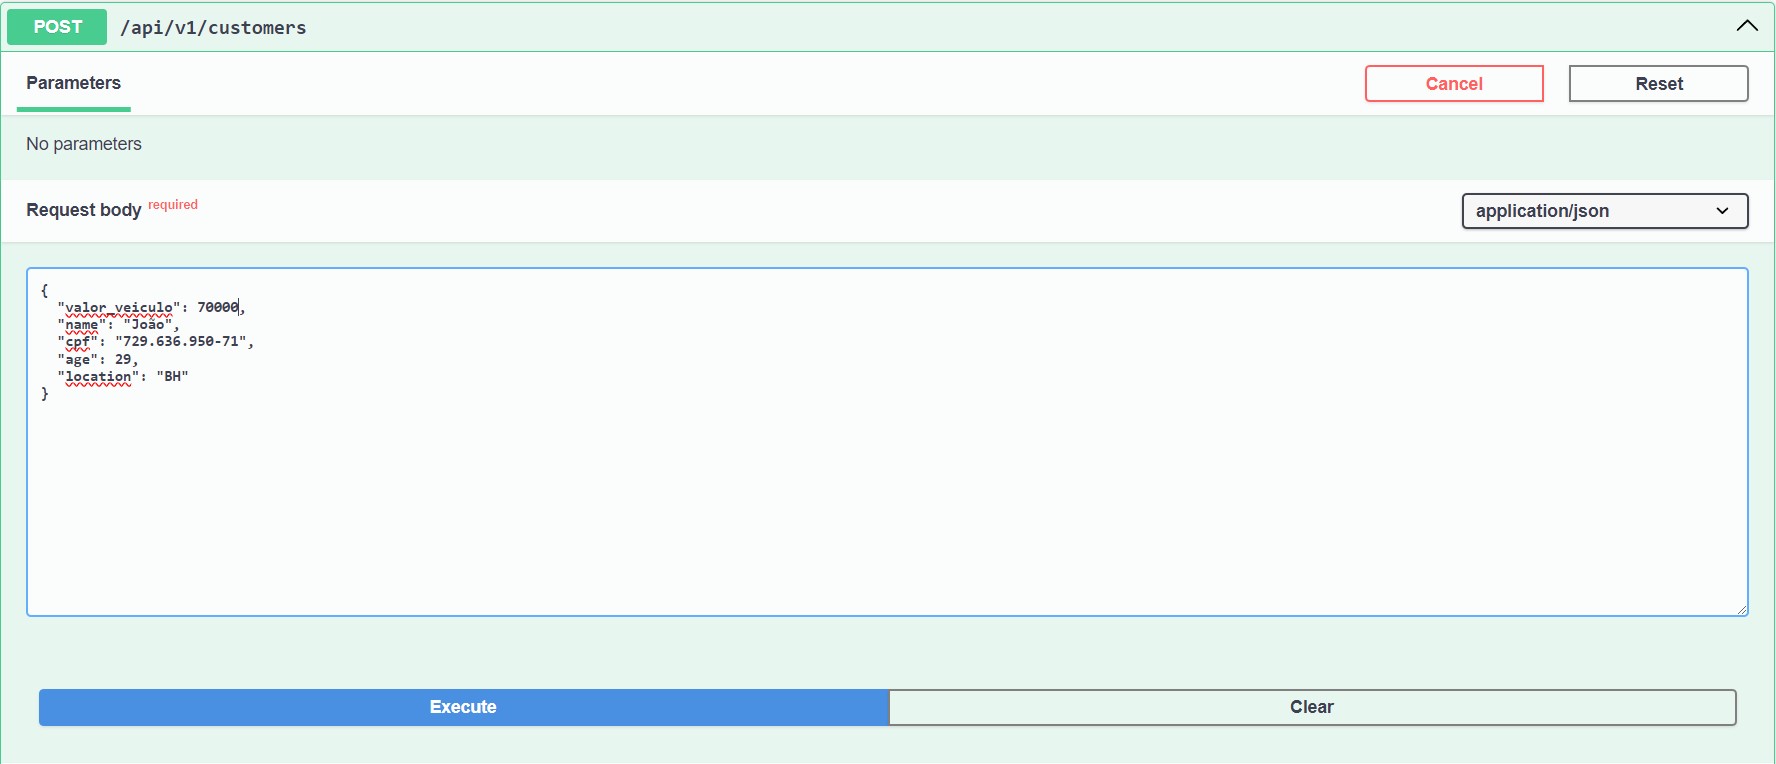 POST /api/v1/customers
Parameters
Cancel
Reset
No parameters
Request body required
application/json
{
  "valor_veiculo": 70000,
  "name": "João",
  "cpf": "729.636.950-71",
  "age": 29,
  "location": "BH"
}
Execute
Clear